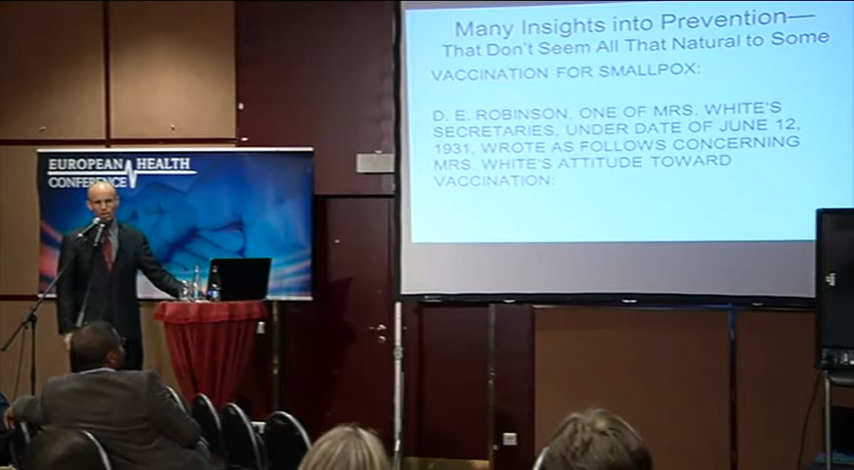 Many Insights into Prevention—
That Don't Seem All That Natural to Some
VACCINATION FOR SMALLPOX:
D. E. ROBINSON, ONE OF MRS. WHITE'S
SECRETARIES, UNDER DATE OF JUNE 12,
1931, WROTE AS FOLLOWS CONCERNING
MRS. WHITE'S ATTITUDE TOWARD
VACCINATION:
EUROPEAN HEALTH
CONFERENCE